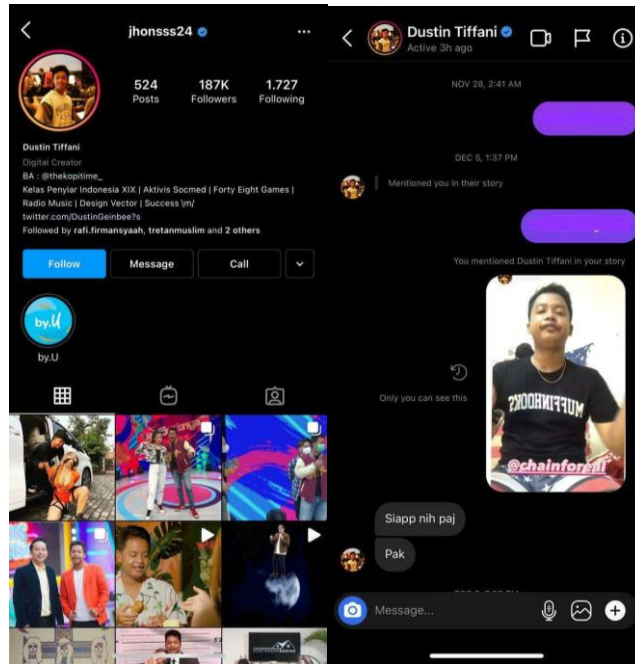 jhonsss24
524
187K
1.727
Posts
Followers
Following
Dustin Tiffani
Digital Creator
BA : @thekopitime_
Kelas Penyiar Indonesia XIX | Aktivis Socmed | Forty Eight Games |
Radio Music | Design Vector | Success \m/
twitter.com/DustinGeinbee?s
Followed by rafi.firmansyaah, tretanmuslim and 2 others
Follow
Message
Call
by.U
by.U
Dustin Tiffani
Active 3h ago
NOV 28, 2:41 AM
DEC 5, 1:37 PM
Mentioned you in their story
You mentioned Dustin Tiffani in your story
MUFFINHOOKS
@chainforeal
Only you can see this
Siapp nih paj
Pak
Message...